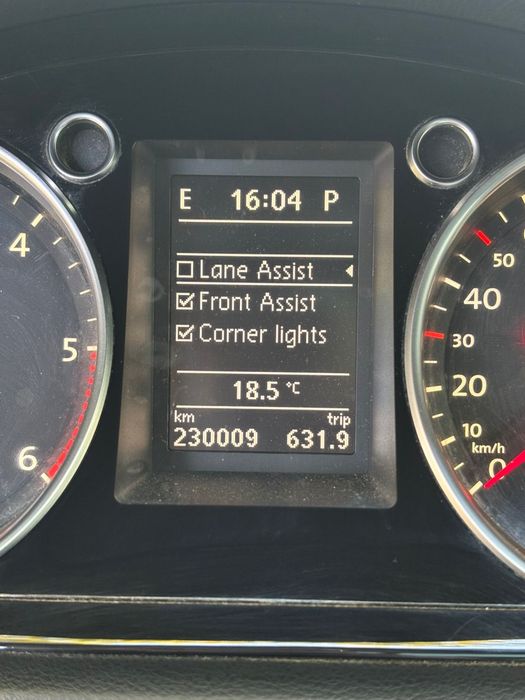 E 16:04 P
Lane Assist
Front Assist
Corner lights
18.5 °C
km trip
230009 631.9
4
5
6
50
40
30
20
10
km/h
0